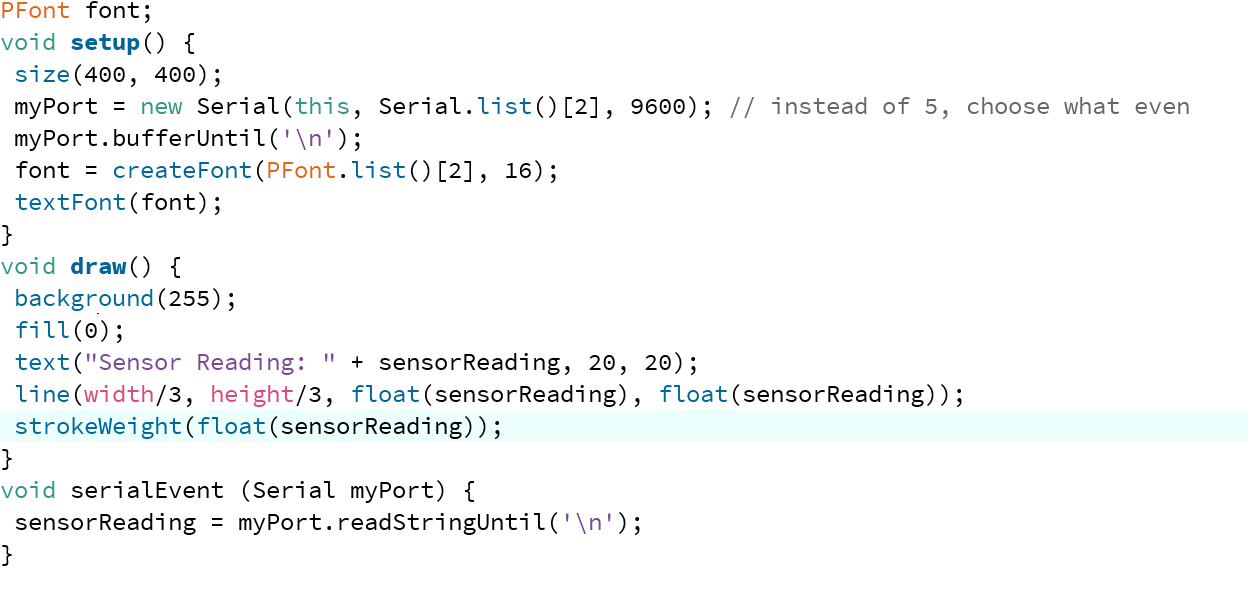 PFont font;
void setup() {
size(400, 400);
myPort = new Serial(this, Serial.list()[2], 9600); // instead of 5, choose what even
myPort.bufferUntil('\n');
font = createFont(PFont.list()[2], 16);
textFont(font);
}
void draw() {
background(255);
fill(0);
text("Sensor Reading: " + sensorReading, 20, 20);
line(width/3, height/3, float(sensorReading), float(sensorReading));
strokeWeight(float(sensorReading));
}
void serialEvent (Serial myPort) {
sensorReading = myPort.readStringUntil('\n');
}